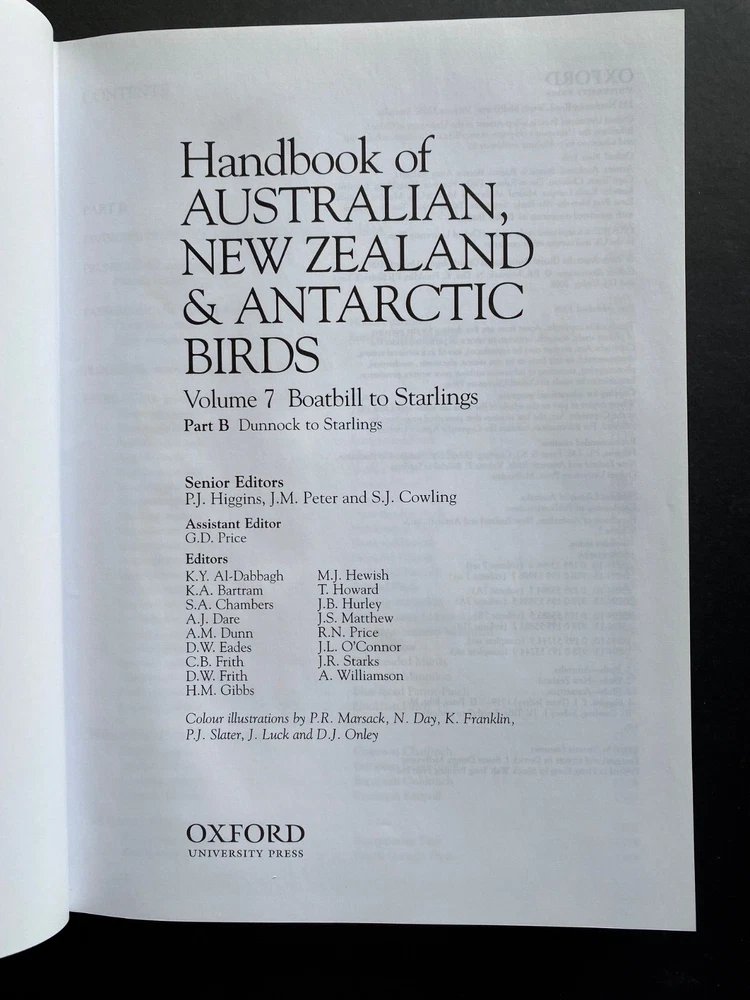 Handbook of
AUSTRALIAN,
NEW ZEALAND
& ANTARCTIC
BIRDS
Volume 7 Boatbill to Starlings
Part B Dunnock to Starlings
Senior Editors
P.J. Higgins, J.M. Peter and S.J. Cowling
Assistant Editor
G.D. Price
Editors
K.Y. Al-Dabbagh
K.A. Bartram
S.A. Chambers
A.J. Dare
A.M. Dunn
D.W. Eades
C.B. Frith
D.W. Frith
H.M. Gibbs
M.J. Hewish
T. Howard
J.B. Hurley
J.S. Matthew
R.N. Price
J.L. O'Connor
J.R. Starks
A. Williamson
Colour illustrations by P.R. Marsack, N. Day, K. Franklin,
P.J. Slater, J. Luck and D.J. Onley
OXFORD
UNIVERSITY PRESS